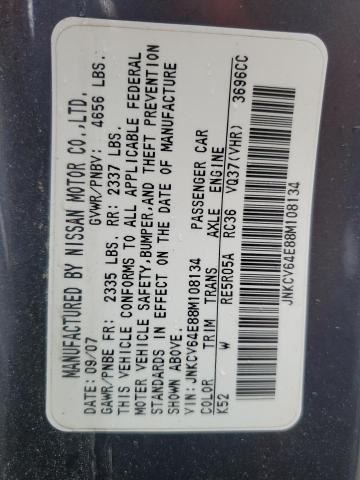 MANUFACTURED BY NISSAN MOTOR CO.,LTD.
DATE: 09/07 GVWR/PNBV: 4656 LBS.
GAWR/PNBE FR: 2335 LBS. RR: 2337 LBS.
THIS VEHICLE CONFORMS TO ALL APPLICABLE FEDERAL
MOTER VEHICLE SAFETY,BUMPER,AND THEFT PREVENTION
STANDARDS IN EFFECT ON THE DATE OF MANUFACTURE
SHOWN ABOVE.
VIN: JNKCV64E88M108134 PASSENGER CAR
COLOR TRIM TRANS AXLE ENGINE
K52 W RE5R05A RC36 VQ37(VHR) 3696CC
JNKCV64E88M108134